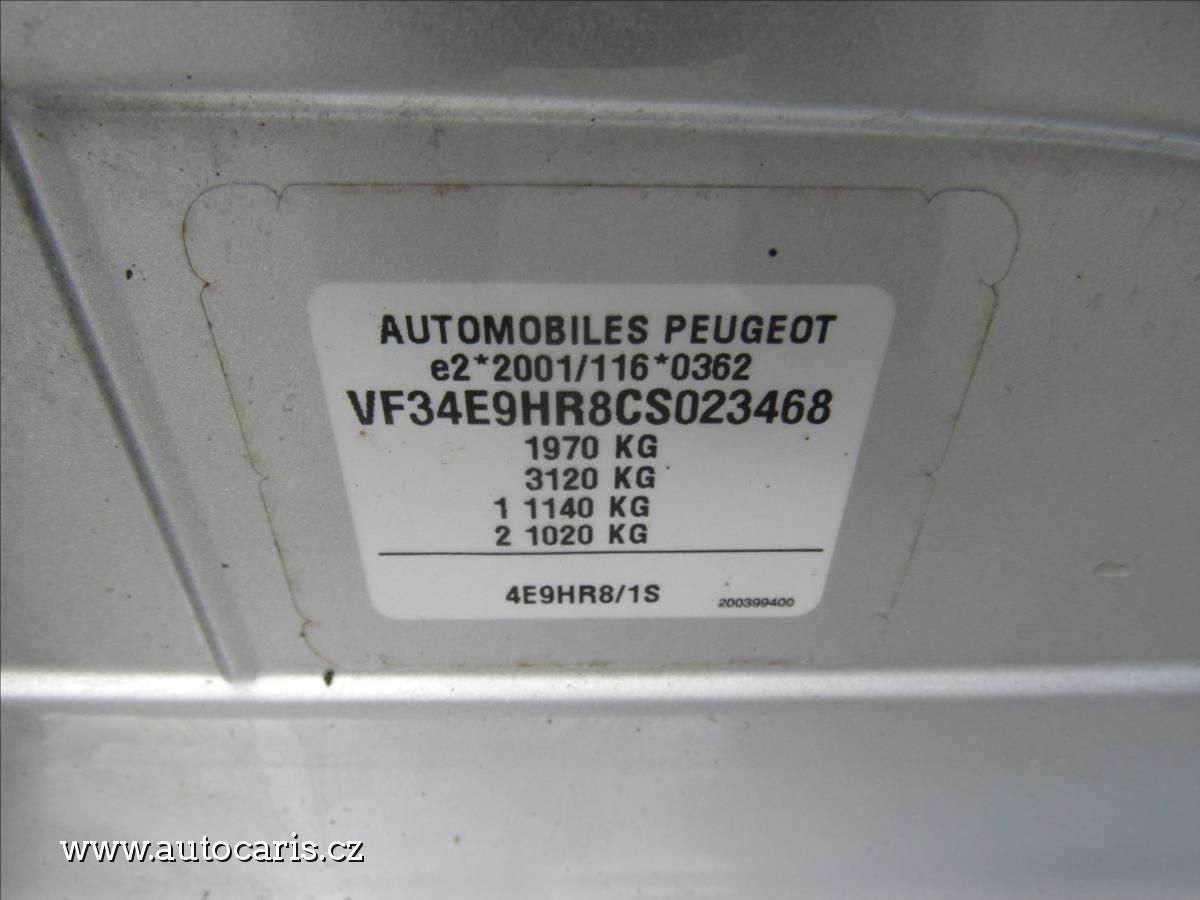 AUTOMOBILES PEUGEOT
e2*2001/116*0362
VF34E9HR8CS023468
1970 KG
3120 KG
1 1140 KG
2 1020 KG
4E9HR8/1S
200399400
www.autocaris.cz